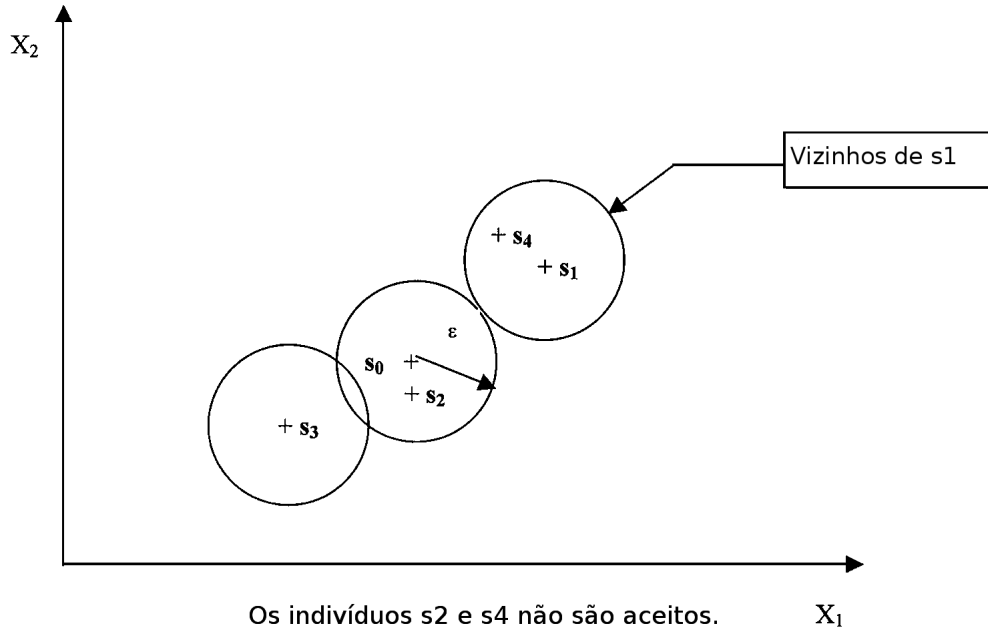 X₂
Vizinhos de s1
+ s₄
+ s₁
ε
s₀ +
+ s₂
+ s₃
Os indivíduos s2 e s4 não são aceitos.
X₁